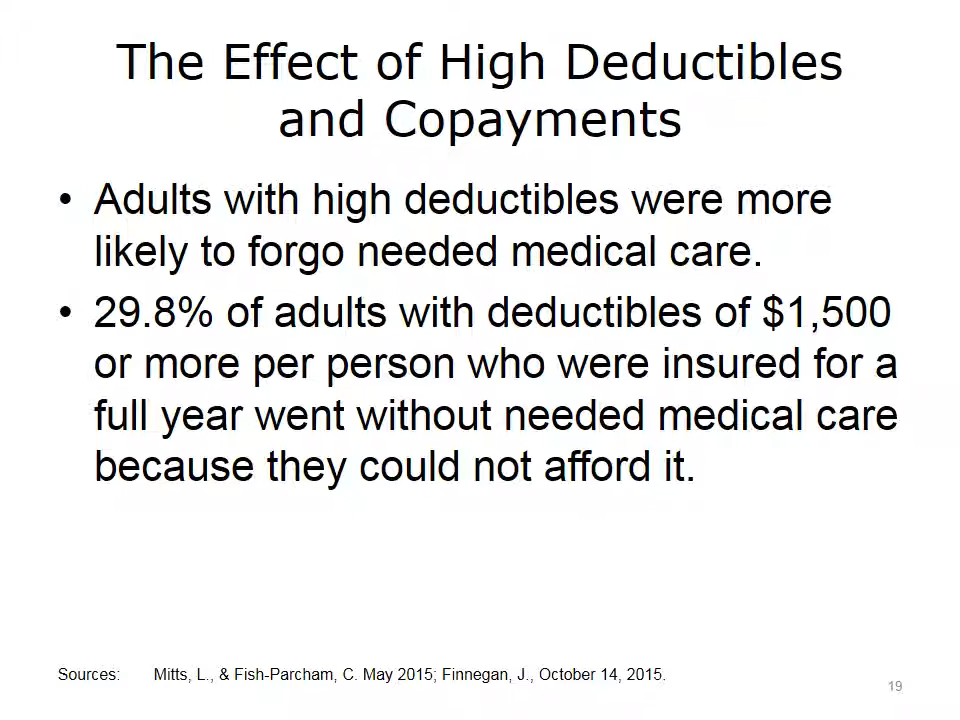 The Effect of High Deductibles
and Copayments
• Adults with high deductibles were more
likely to forgo needed medical care.
• 29.8% of adults with deductibles of $1,500
or more per person who were insured for a
full year went without needed medical care
because they could not afford it.
Sources: Mitts, L., & Fish-Parcham, C. May 2015; Finnegan, J., October 14, 2015.
19